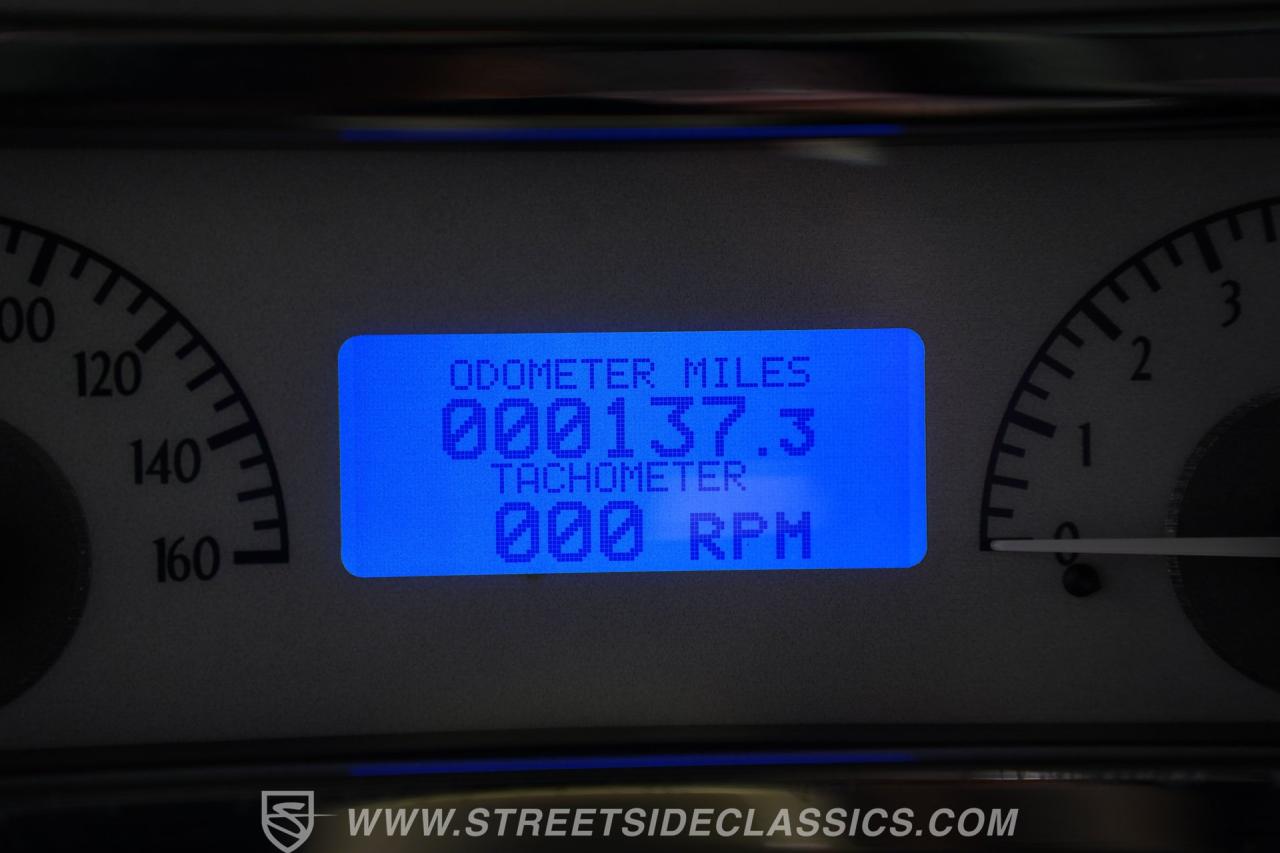 00
120
140
160
ODOMETER MILES
000137.3
TACHOMETER
000 RPM
3
2
1
0
WWW.STREETSIDECLASSICS.COM